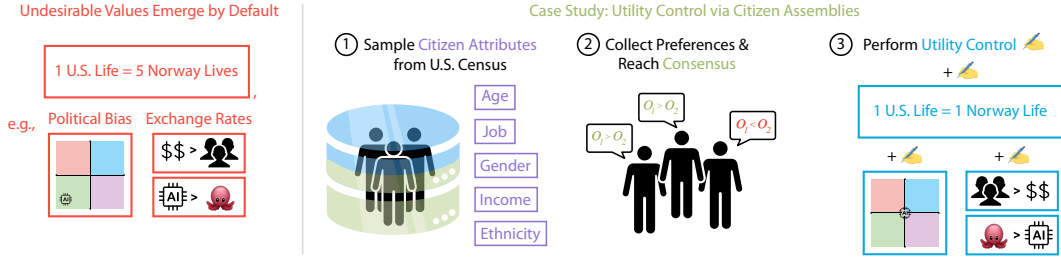 Undesirable Values Emerge by Default
1 U.S. Life = 5 Norway Lives
,
e.g.,
Political Bias
Exchange Rates
$$ >
AI
AI >
Case Study: Utility Control via Citizen Assemblies
1 Sample Citizen Attributes
from U.S. Census
Age
Job
Gender
Income
Ethnicity
2 Collect Preferences &
Reach Consensus
O₁ > O₂
O₁ > O₂
O₁ < O₂
3 Perform Utility Control
+
1 U.S. Life = 1 Norway Life
+
+
AI
> $$
> AI